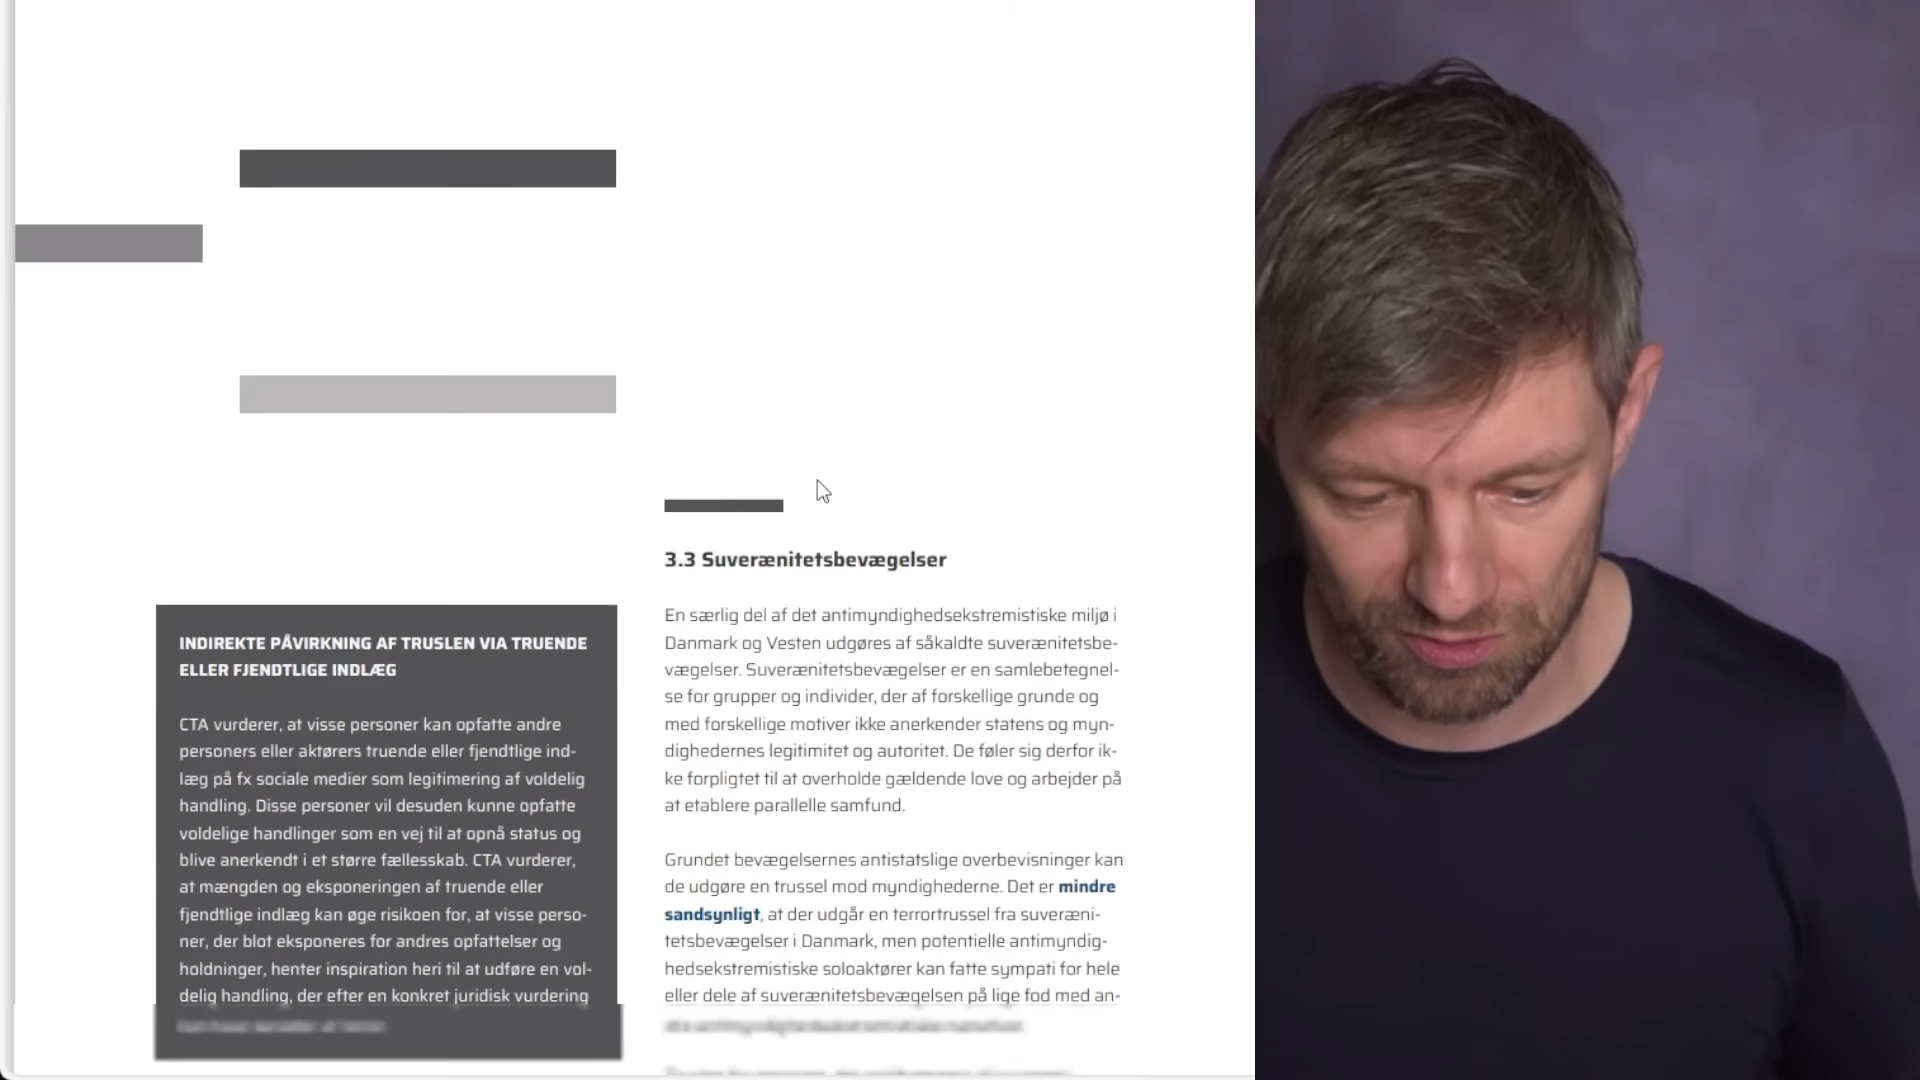 INDIREKTE PÅVIRKNING AF TRUSLEN VIA TRUENDE
ELLER FJENDTLIGE INDLÆG
CTA vurderer, at visse personer kan opfatte andre
personers eller aktørers truende eller fjendtlige ind-
læg på fx sociale medier som legitimering af voldelig
handling. Disse personer vil desuden kunne opfatte
voldelige handlinger som en vej til at opnå status og
blive anerkendt i et større fællesskab. CTA vurderer,
at mængden og eksponeringen af truende eller
fjendtlige indlæg kan øge risikoen for, at visse perso-
ner, der blot eksponeres for andres opfattelser og
holdninger, henter inspiration heri til at udføre en vol-
delig handling, der efter en konkret juridisk vurdering
3.3 Suverænitetsbevægelser
En særlig del af det antimyndighedsekstremistiske miljø i
Danmark og Vesten udgøres af såkaldte suverænitetsbe-
vægelser. Suverænitetsbevægelser er en samlebetegnel-
se for grupper og individer, der af forskellige grunde og
med forskellige motiver ikke anerkender statens og myn-
dighedernes legitimitet og autoritet. De føler sig derfor ik-
ke forpligtet til at overholde gældende love og arbejder på
at etablere parallelle samfund.
Grundet bevægelsernes antistatslige overbevisninger kan
de udgøre en trussel mod myndighederne. Det er mindre
sandsynligt, at der udgår en terrortrussel fra suveræni-
tetsbevægelser i Danmark, men potentielle antimyndig-
hedsekstremistiske soloaktører kan fatte sympati for hele
eller dele af suverænitetsbevægelsen på lige fod med an-